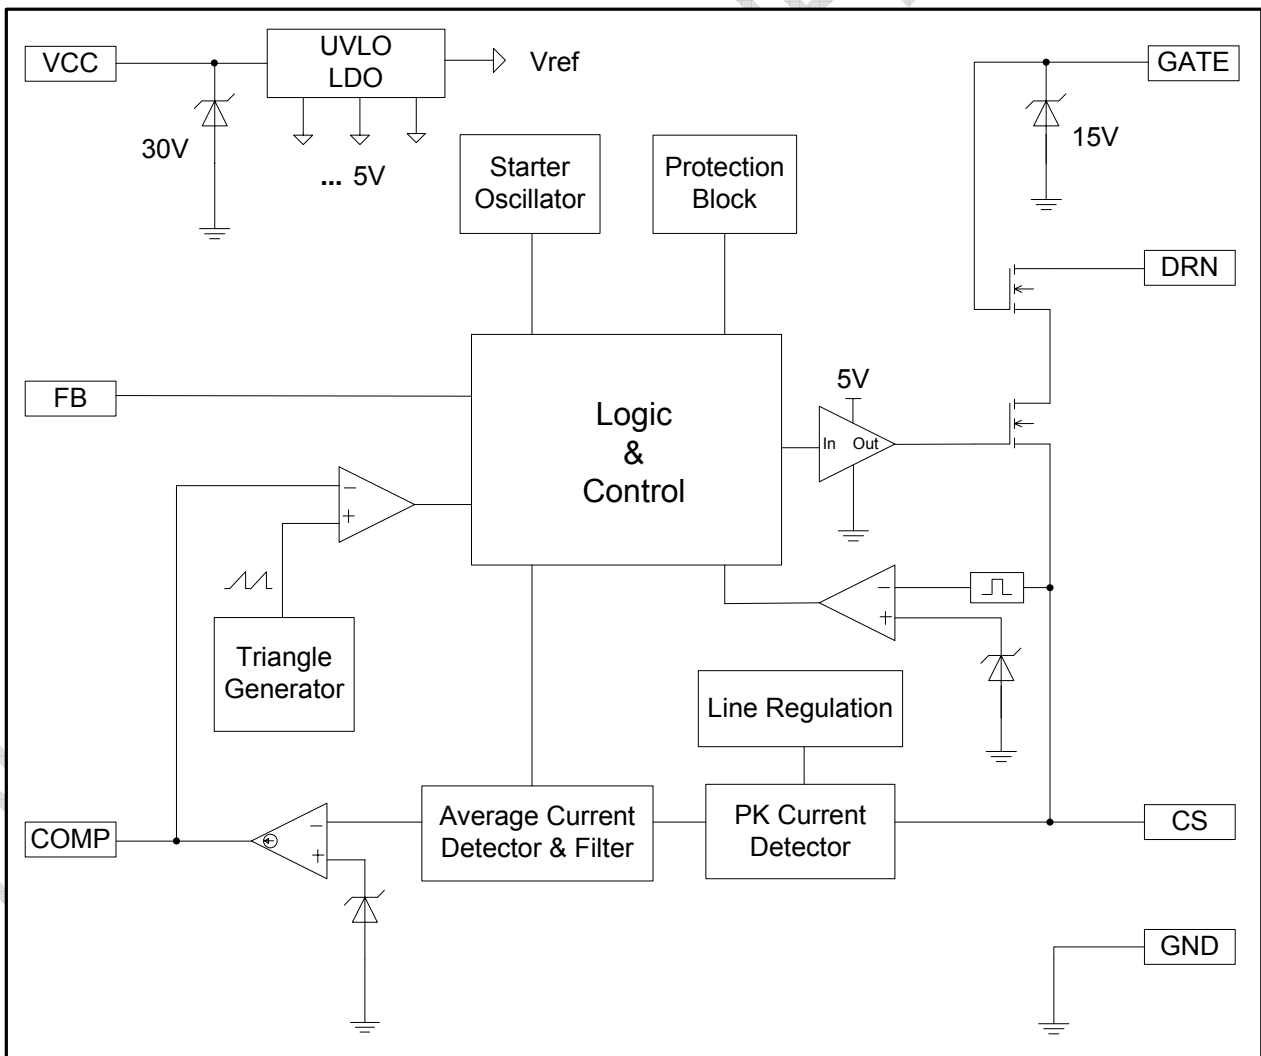 VCC
UVLO
LDO
Vref
GATE
30V
... 5V
15V
Starter
Oscillator
Protection
Block
DRN
FB
Logic
&
Control
5V
In Out
−
+
−
+
Triangle
Generator
Line Regulation
COMP
−
+
Average Current
Detector & Filter
PK Current
Detector
CS
GND